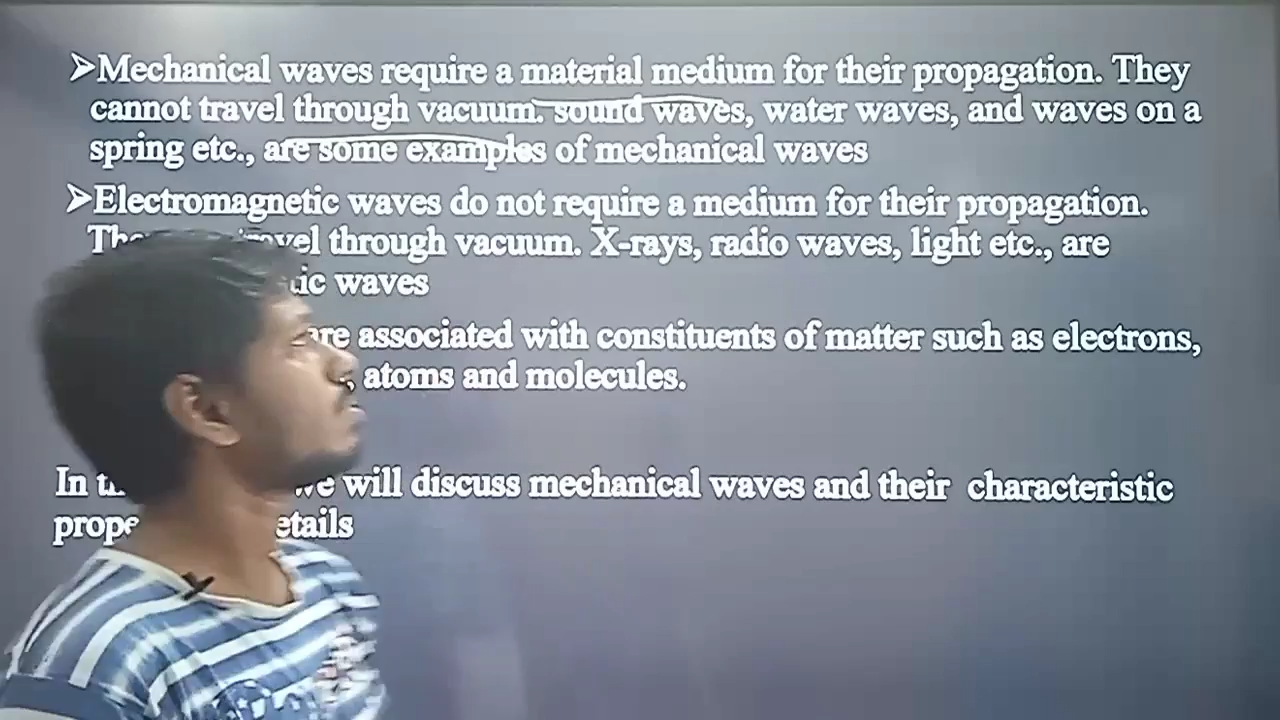 ➢Mechanical waves require a material medium for their propagation. They
cannot travel through vacuum. sound waves, water waves, and waves on a
spring etc., are some examples of mechanical waves
➢Electromagnetic waves do not require a medium for their propagation.
through vacuum. X-rays, radio waves, light etc., are
waves
are associated with constituents of matter such as electrons,
, atoms and molecules.
In we will discuss mechanical waves and their characteristic